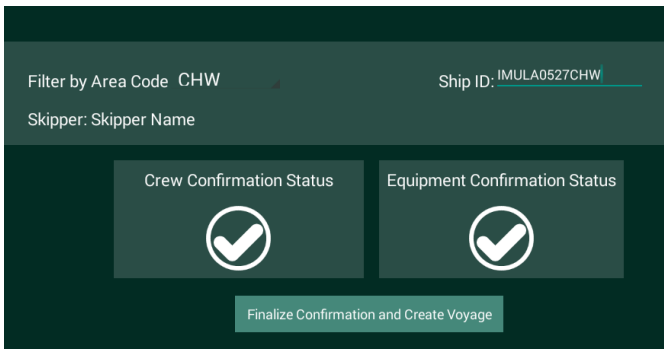 Filter by Area Code CHW Ship ID: IMULA0527CHW
Skipper: Skipper Name
Crew Confirmation Status Equipment Confirmation Status
Finalize Confirmation and Create Voyage